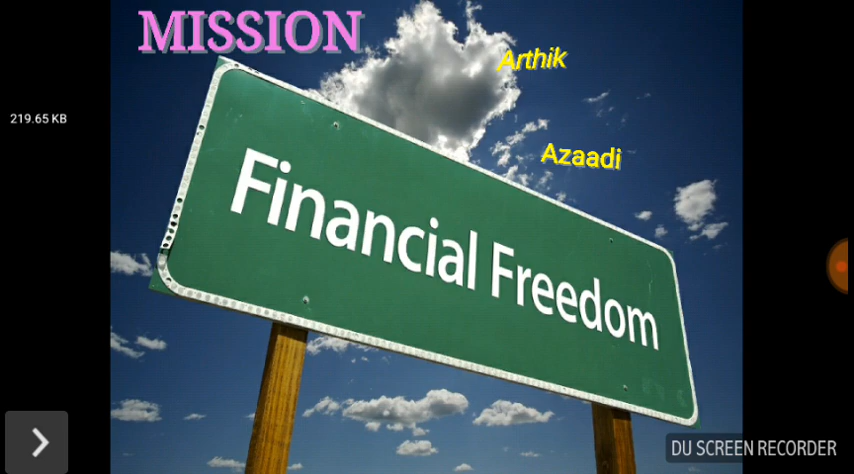 MISSION
Arthik
219.65 KB
Azaadi
Financial Freedom
DU SCREEN RECORDER